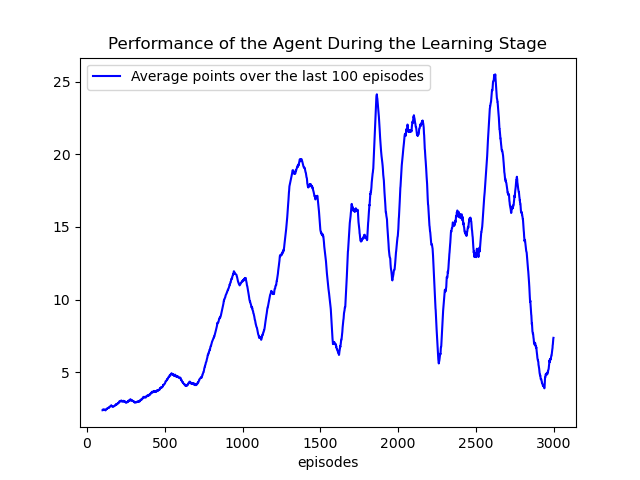 Performance of the Agent During the Learning Stage
Average points over the last 100 episodes
25
20
15
10
5
0 500 1000 1500 2000 2500 3000
episodes